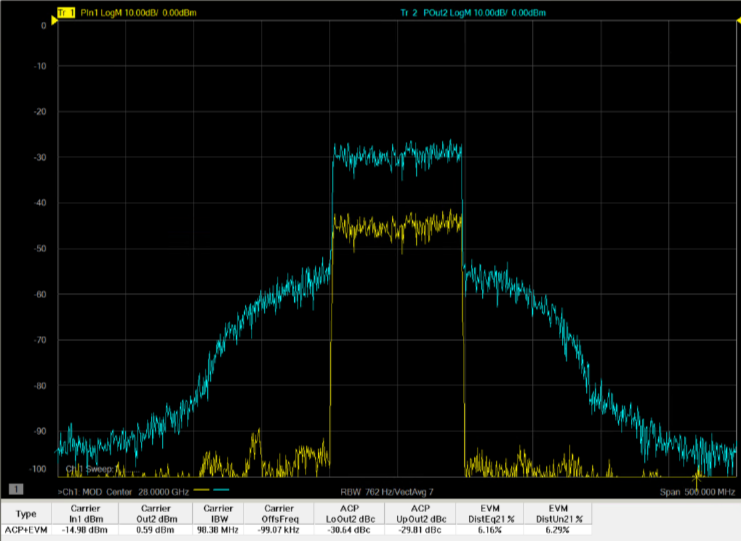 Tr 1 PIn1 LogM 10.00dB/ 0.00dBm Tr 2 POut2 LogM 10.00dB/ 0.00dBm
0
-10
-20
-30
-40
-50
-60
-70
-80
-90
-100
Ch1 Sweep:
1 >Ch1: MOD Center 28.0000 GHz RBW 762 Hz/VectAvg 7 Span 500.000 MHz
Type Carrier In1 dBm Carrier Out2 dBm Carrier IBW Carrier OffsFreq ACP LoOut2 dBc ACP UpOut2 dBc EVM DistEq21 % EVM DistUn21 %
ACP+EVM -14.98 dBm 0.59 dBm 98.38 MHz -99.07 kHz -30.64 dBc -29.81 dBc 6.16% 6.29%